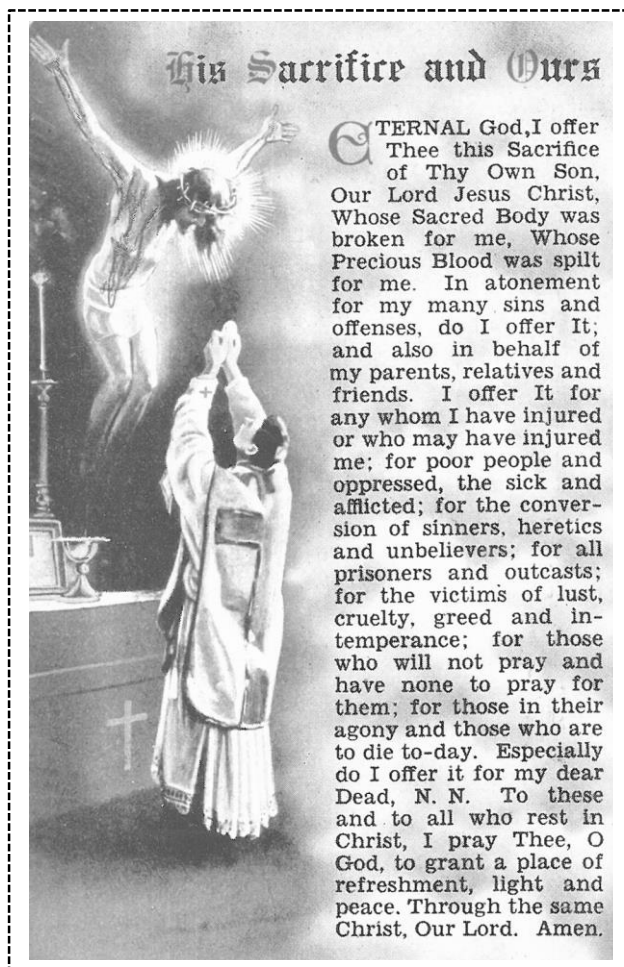 His Sacrifice and Ours
ETERNAL God, I offer
Thee this Sacrifice
of Thy Own Son,
Our Lord Jesus Christ,
Whose Sacred Body was
broken for me, Whose
Precious Blood was spilt
for me. In atonement
for my many sins and
offenses, do I offer It;
and also in behalf of
my parents, relatives and
friends. I offer It for
any whom I have injured
or who may have injured
me; for poor people and
oppressed, the sick and
afflicted; for the conver-
sion of sinners, heretics
and unbelievers; for all
prisoners and outcasts;
for the victims of lust,
cruelty, greed and in-
temperance; for those
who will not pray and
have none to pray for
them; for those in their
agony and those who are
to die to-day. Especially
do I offer it for my dear
Dead, N. N. To these
and to all who rest in
Christ, I pray Thee, O
God, to grant a place of
refreshment, light and
peace. Through the same
Christ, Our Lord. Amen.